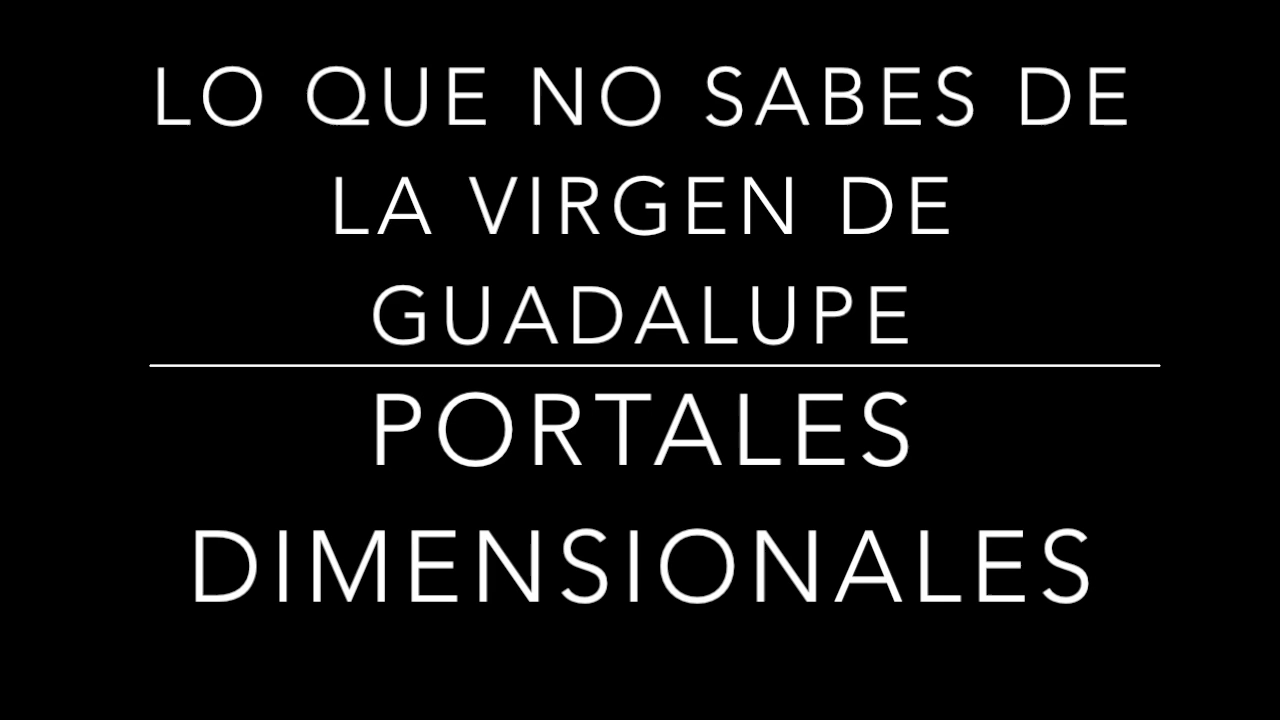 LO QUE NO SABES DE
LA VIRGEN DE
GUADALUPE
PORTALES
DIMENSIONALES